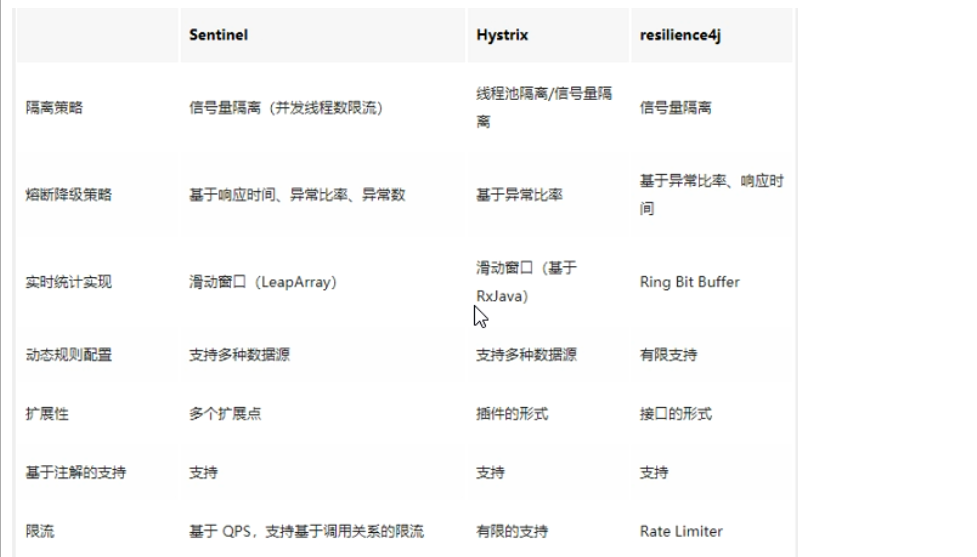 Sentinel Hystrix resilience4j
隔离策略 信号量隔离（并发线程数限流） 线程池隔离/信号量隔
离 信号量隔离
熔断降级策略 基于响应时间、异常比率、异常数 基于异常比率 基于异常比率、响应时
间
实时统计实现 滑动窗口（LeapArray） 滑动窗口（基于
RxJava） Ring Bit Buffer
动态规则配置 支持多种数据源 支持多种数据源 有限支持
扩展性 多个扩展点 插件的形式 接口的形式
基于注解的支持 支持 支持 支持
限流 基于 QPS，支持基于调用关系的限流 有限的支持 Rate Limiter